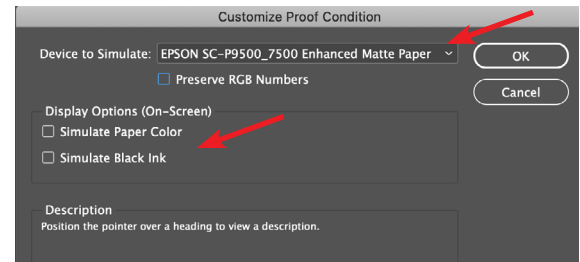 Customize Proof Condition
Device to Simulate: EPSON SC-P9500_7500 Enhanced Matte Paper
OK
Preserve RGB Numbers
Cancel
Display Options (On-Screen)
Simulate Paper Color
Simulate Black Ink
Description
Position the pointer over a heading to view a description.